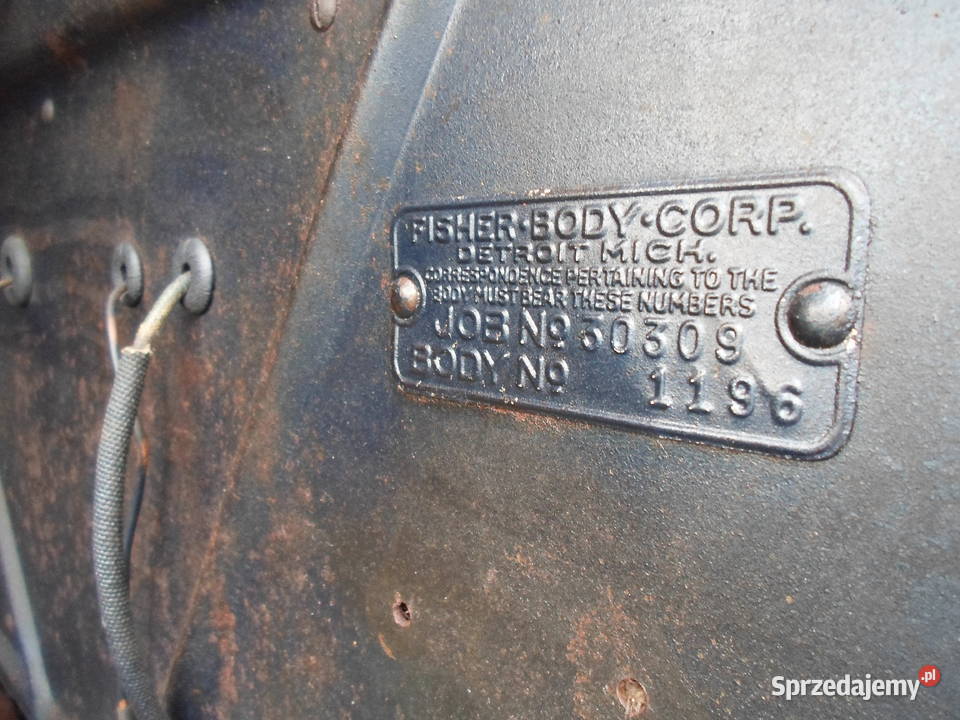 FISHER·BODY·CORP.
DETROIT MICH.
CORRESPONDENCE PERTAINING TO THE
BODY MUST BEAR THESE NUMBERS
JOB No 30309
BODY No 1196
Sprzedajemy.pl